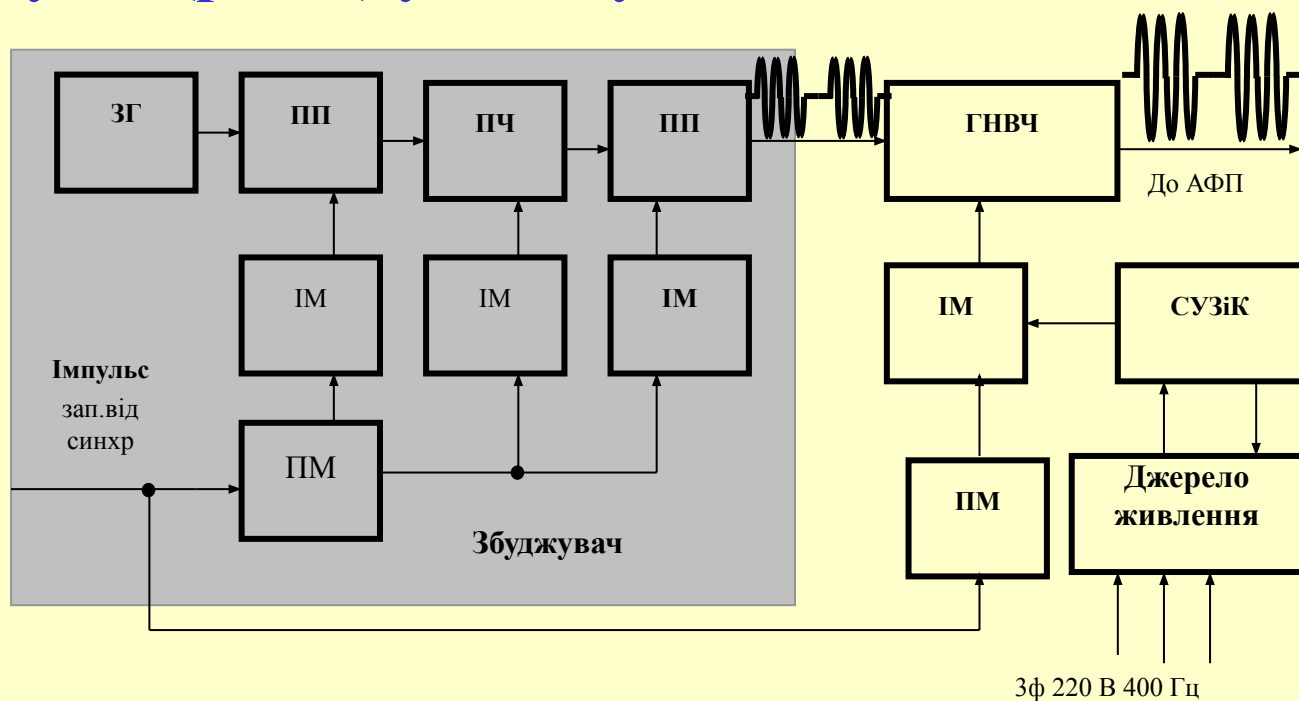 ЗГ
ПП
ПЧ
ПП
ГНВЧ
До АФП
ІМ
ІМ
ІМ
ІМ
СУЗіК
Імпульс
зап.від
синхр
ПМ
Збуджувач
ПМ
Джерело
живлення
3ф 220 В 400 Гц